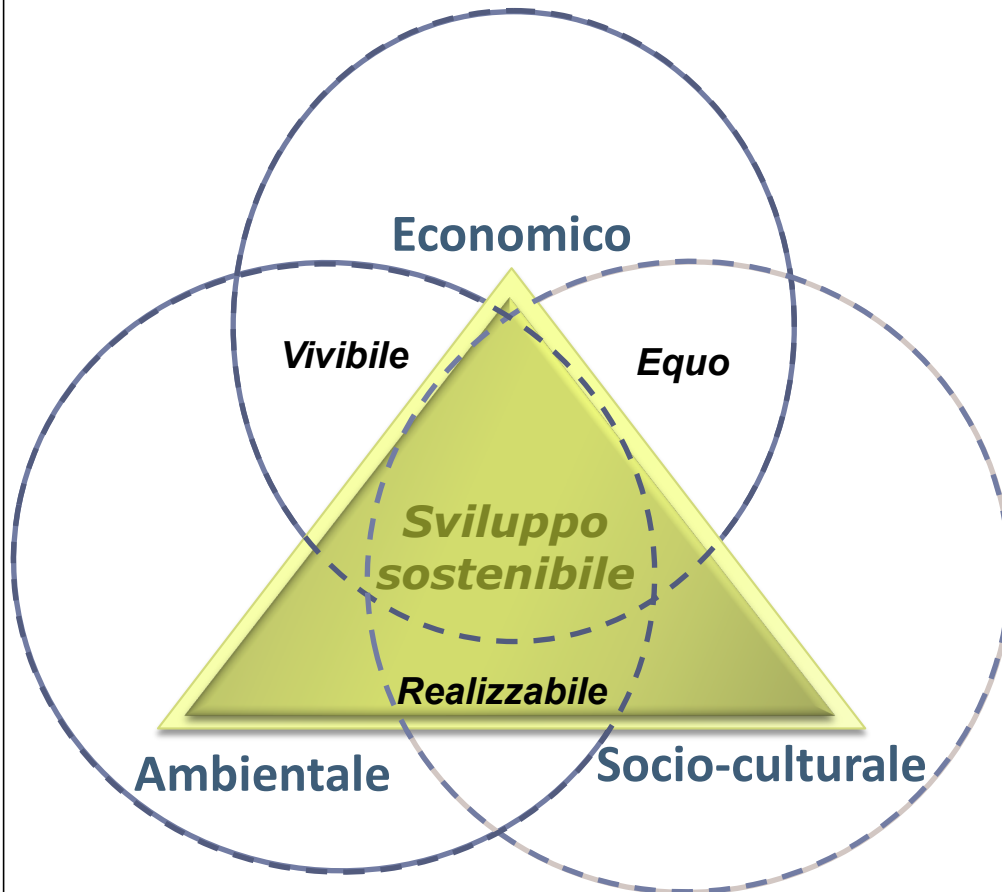 Economico
Vivibile
Equo
Sviluppo
sostenibile
Realizzabile
Ambientale
Socio-culturale